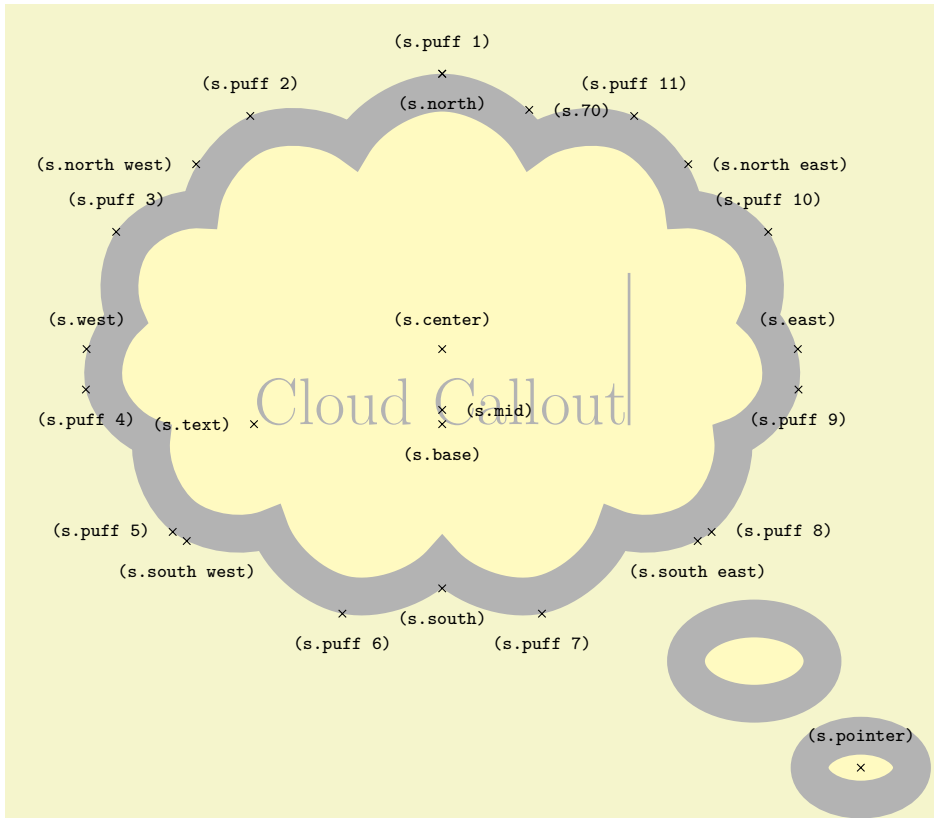 (s.puff 1)
(s.puff 2)
(s.puff 11)
(s.north)
(s.70)
(s.north west)
(s.north east)
(s.puff 3)
(s.puff 10)
(s.west)
(s.center)
(s.east)
Cloud Callout
(s.mid)
(s.puff 4)
(s.text)
(s.puff 9)
(s.base)
(s.puff 5)
(s.puff 8)
(s.south west)
(s.south east)
(s.south)
(s.puff 6)
(s.puff 7)
(s.pointer)